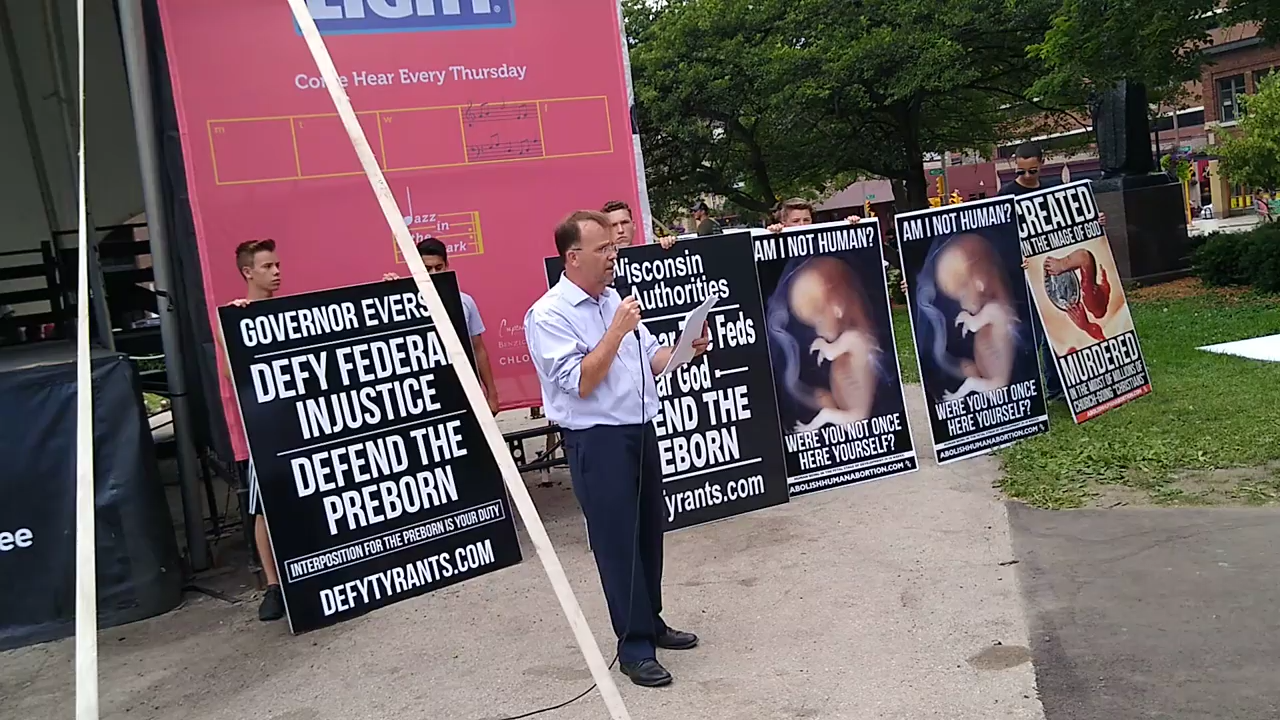 Come Hear Every Thursday
m t w f
Jazz
in
the
Park
GOVERNOR EVERS
DEFY FEDERAL
INJUSTICE
DEFEND THE
PREBORN
INTERPOSITION FOR THE PREBORN IS YOUR DUTY
DEFYTYRANTS.COM
Wisconsin
Authorities
Feds
God
THE
yrants.com
AM I NOT HUMAN?
WERE YOU NOT ONCE
HERE YOURSELF?
ABOLISHHUMANABORTION.COM
AM I NOT HUMAN?
WERE YOU NOT ONCE
HERE YOURSELF?
ABOLISHHUMANABORTION.COM
CREATED
IN THE IMAGE OF GOD
MURDERED
IN THE MIDST OF MILLIONS OF
CHURCH-GOING "CHRISTIANS"
ee